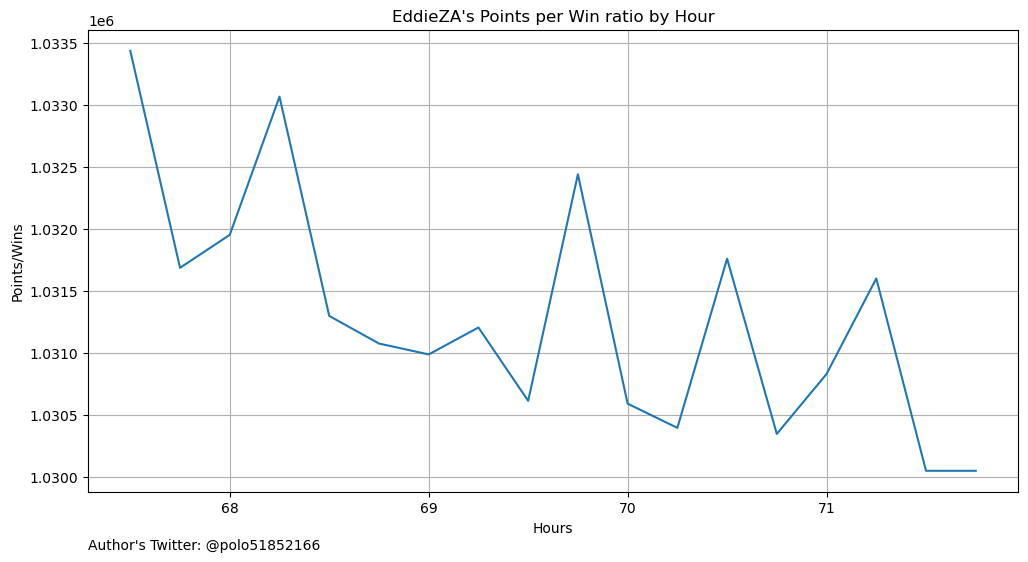 EddieZA's Points per Win ratio by Hour
1e6
1.0335
1.0330
1.0325
1.0320
1.0315
1.0310
1.0305
1.0300
Points/Wins
68 69 70 71
Hours
Author's Twitter: @polo51852166